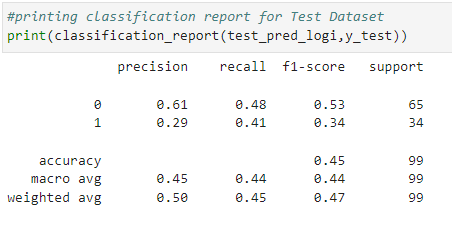 #printing classification report for Test Dataset
print(classification_report(test_pred_logi,y_test))
precision recall f1-score support
0 0.61 0.48 0.53 65
1 0.29 0.41 0.34 34
accuracy 0.45 99
macro avg 0.45 0.44 0.44 99
weighted avg 0.50 0.45 0.47 99